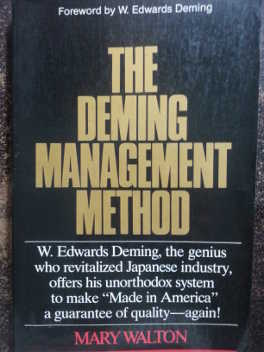 Foreword by W. Edwards Deming
THE
DEMING
MANAGEMENT
METHOD
W. Edwards Deming, the genius
who revitalized Japanese industry,
offers his unorthodox system
to make “Made in America”
a guarantee of quality—again!
MARY WALTON